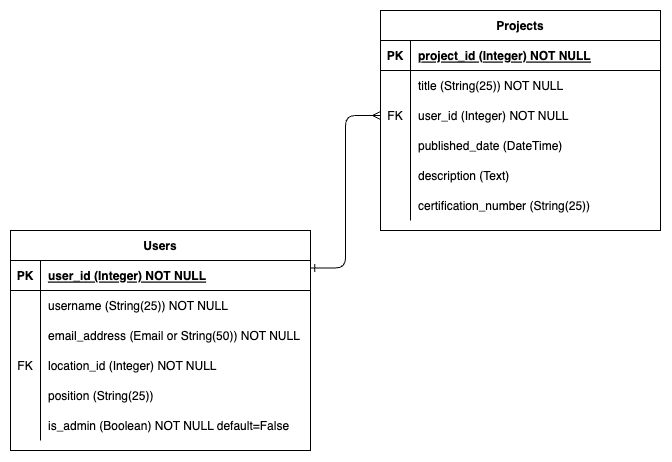 Projects
PK project_id (Integer) NOT NULL
title (String(25)) NOT NULL
FK user_id (Integer) NOT NULL
published_date (DateTime)
description (Text)
certification_number (String(25))
Users
PK user_id (Integer) NOT NULL
username (String(25)) NOT NULL
email_address (Email or String(50)) NOT NULL
FK location_id (Integer) NOT NULL
position (String(25))
is_admin (Boolean) NOT NULL default=False